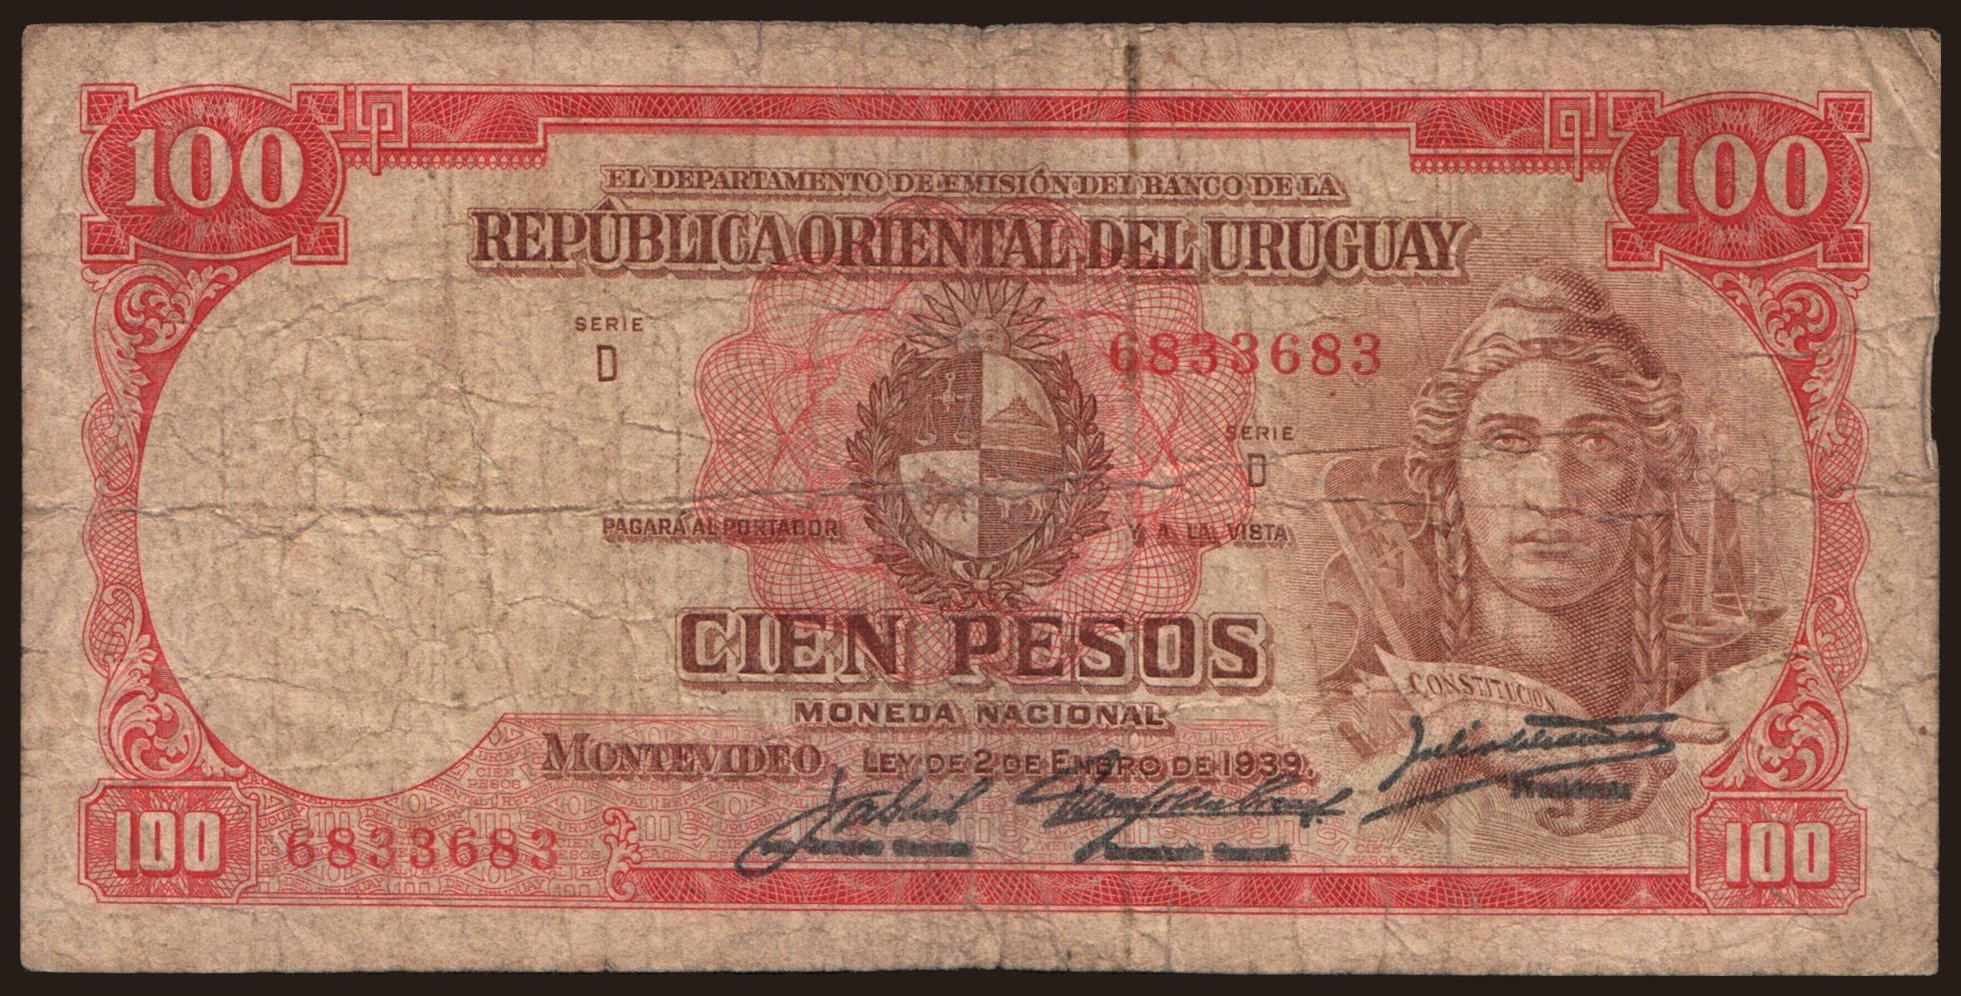 100 100
EL DEPARTAMENTO DE EMISIÓN DEL BANCO DE LA
REPÚBLICA ORIENTAL DEL URUGUAY
SERIE
D
6833683
SERIE
D
PAGARÁ AL PORTADOR Y A LA VISTA
CIEN PESOS
MONEDA NACIONAL
CONSTITUCION
MONTEVIDEO LEY DE 2 DE ENERO DE 1939.
Presidente
100 6833683 100